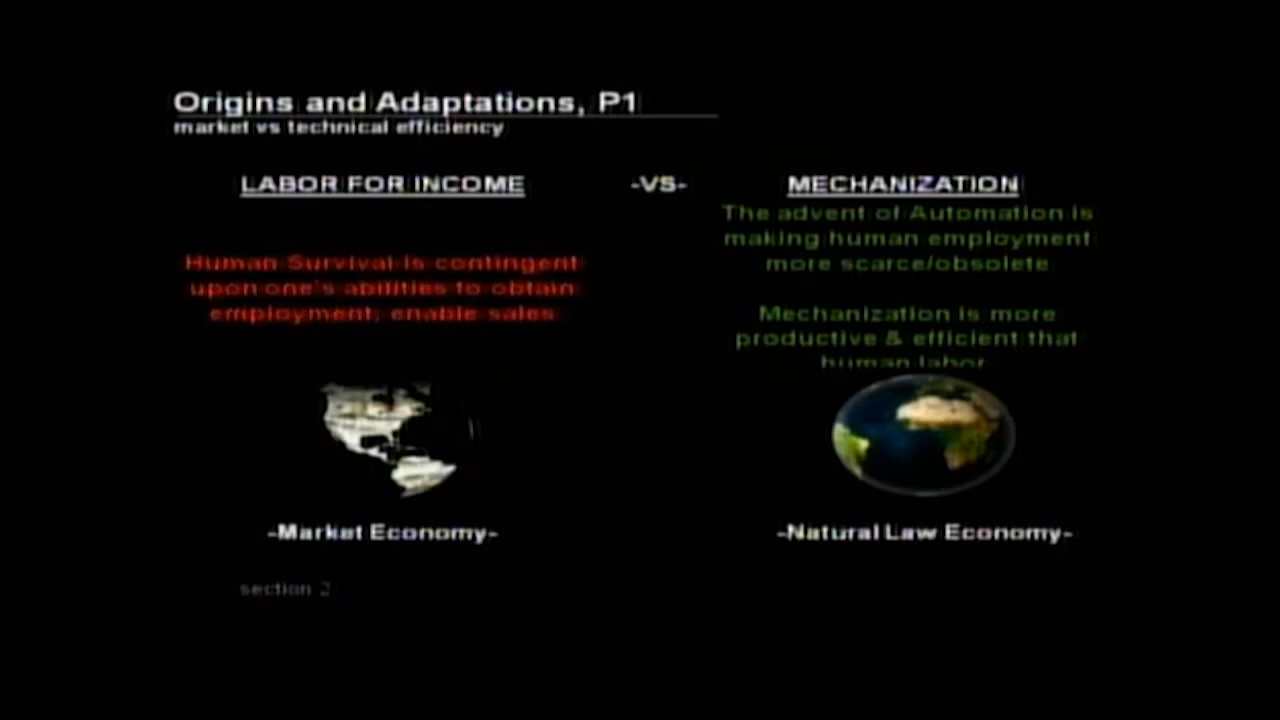 Origins and Adaptations, P1
market vs technical efficiency
LABOR FOR INCOME
-VS-
MECHANIZATION
Human Survival is contingent
upon one's abilities to obtain
employment; enable sales
The advent of Automation is
making human employment
more scarce/obsolete
Mechanization is more
productive & efficient that
human labor
-Market Economy-
-Natural Law Economy-
section 2